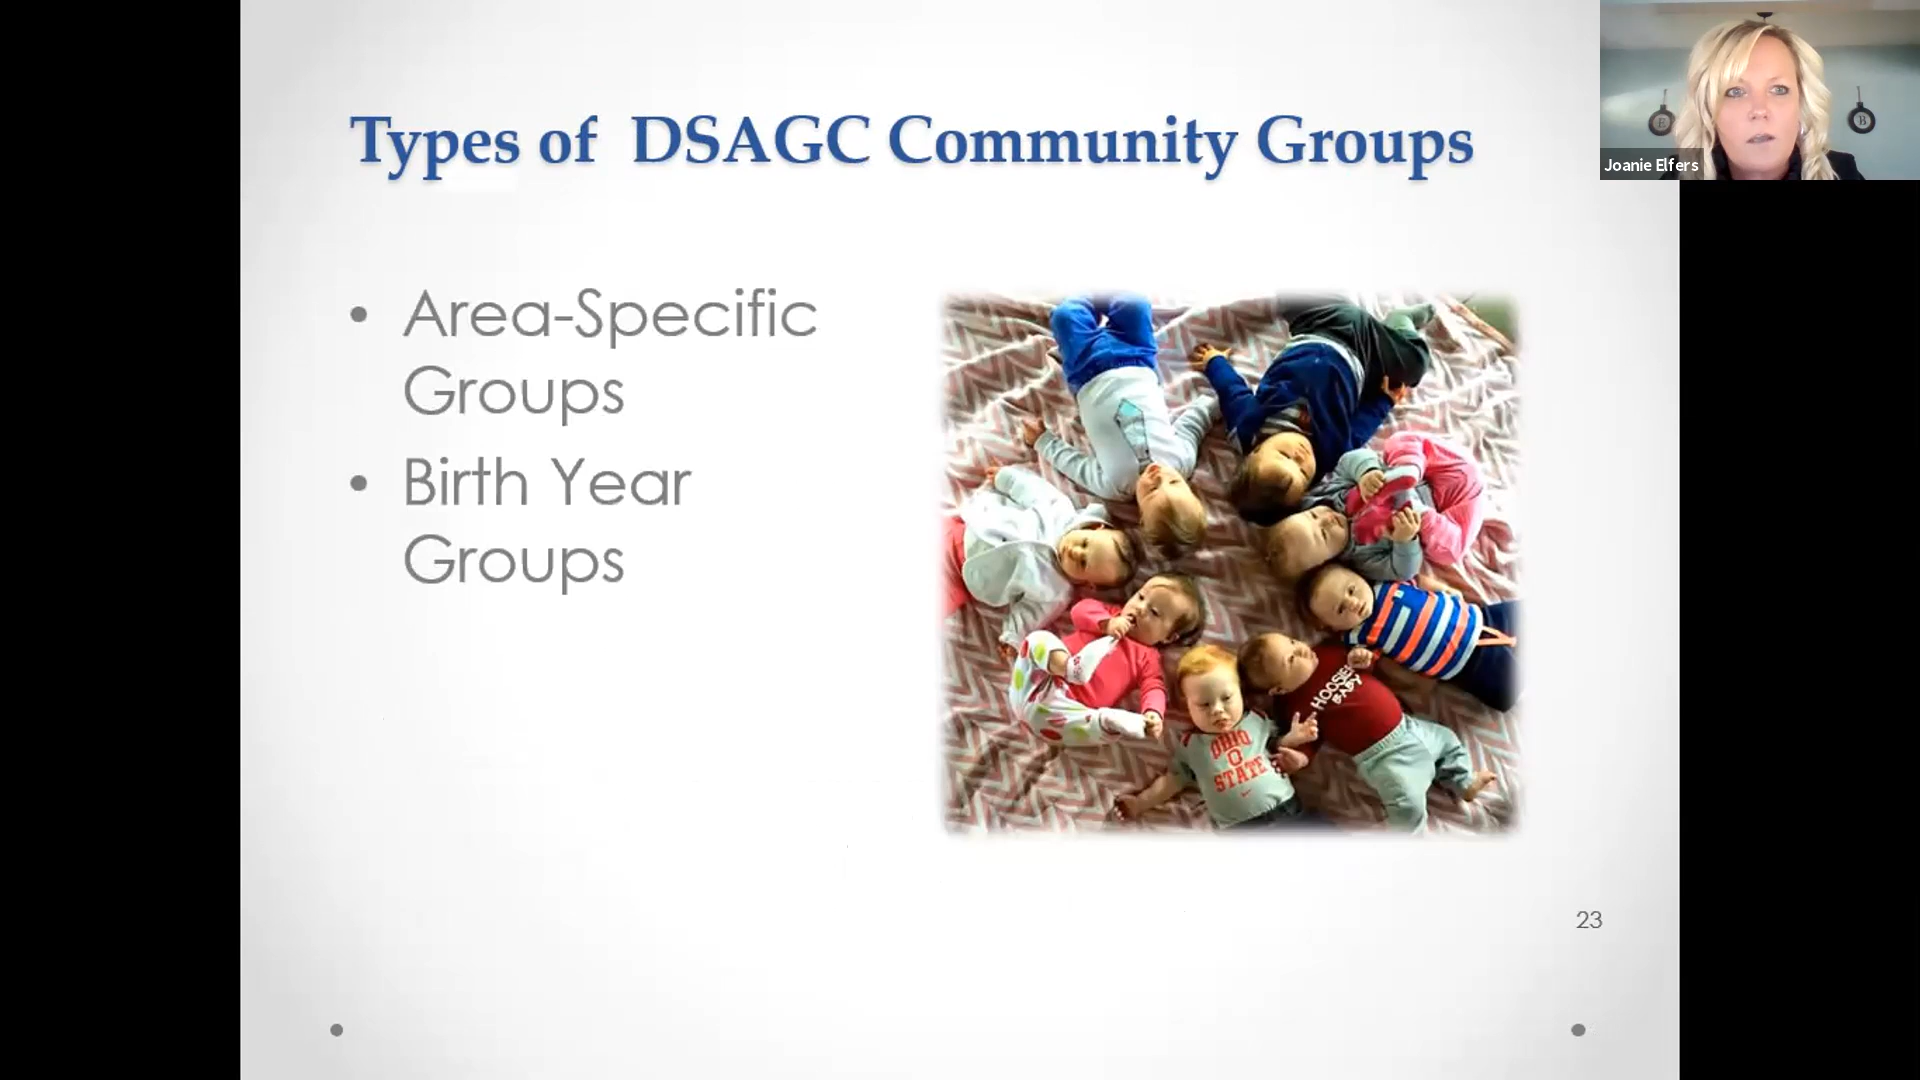 Types of DSAGC Community Groups
Joanie Elfers
E
B
• Area-Specific
Groups
• Birth Year
Groups
HOOSIER
BABY
OHIO
O
STATE
23